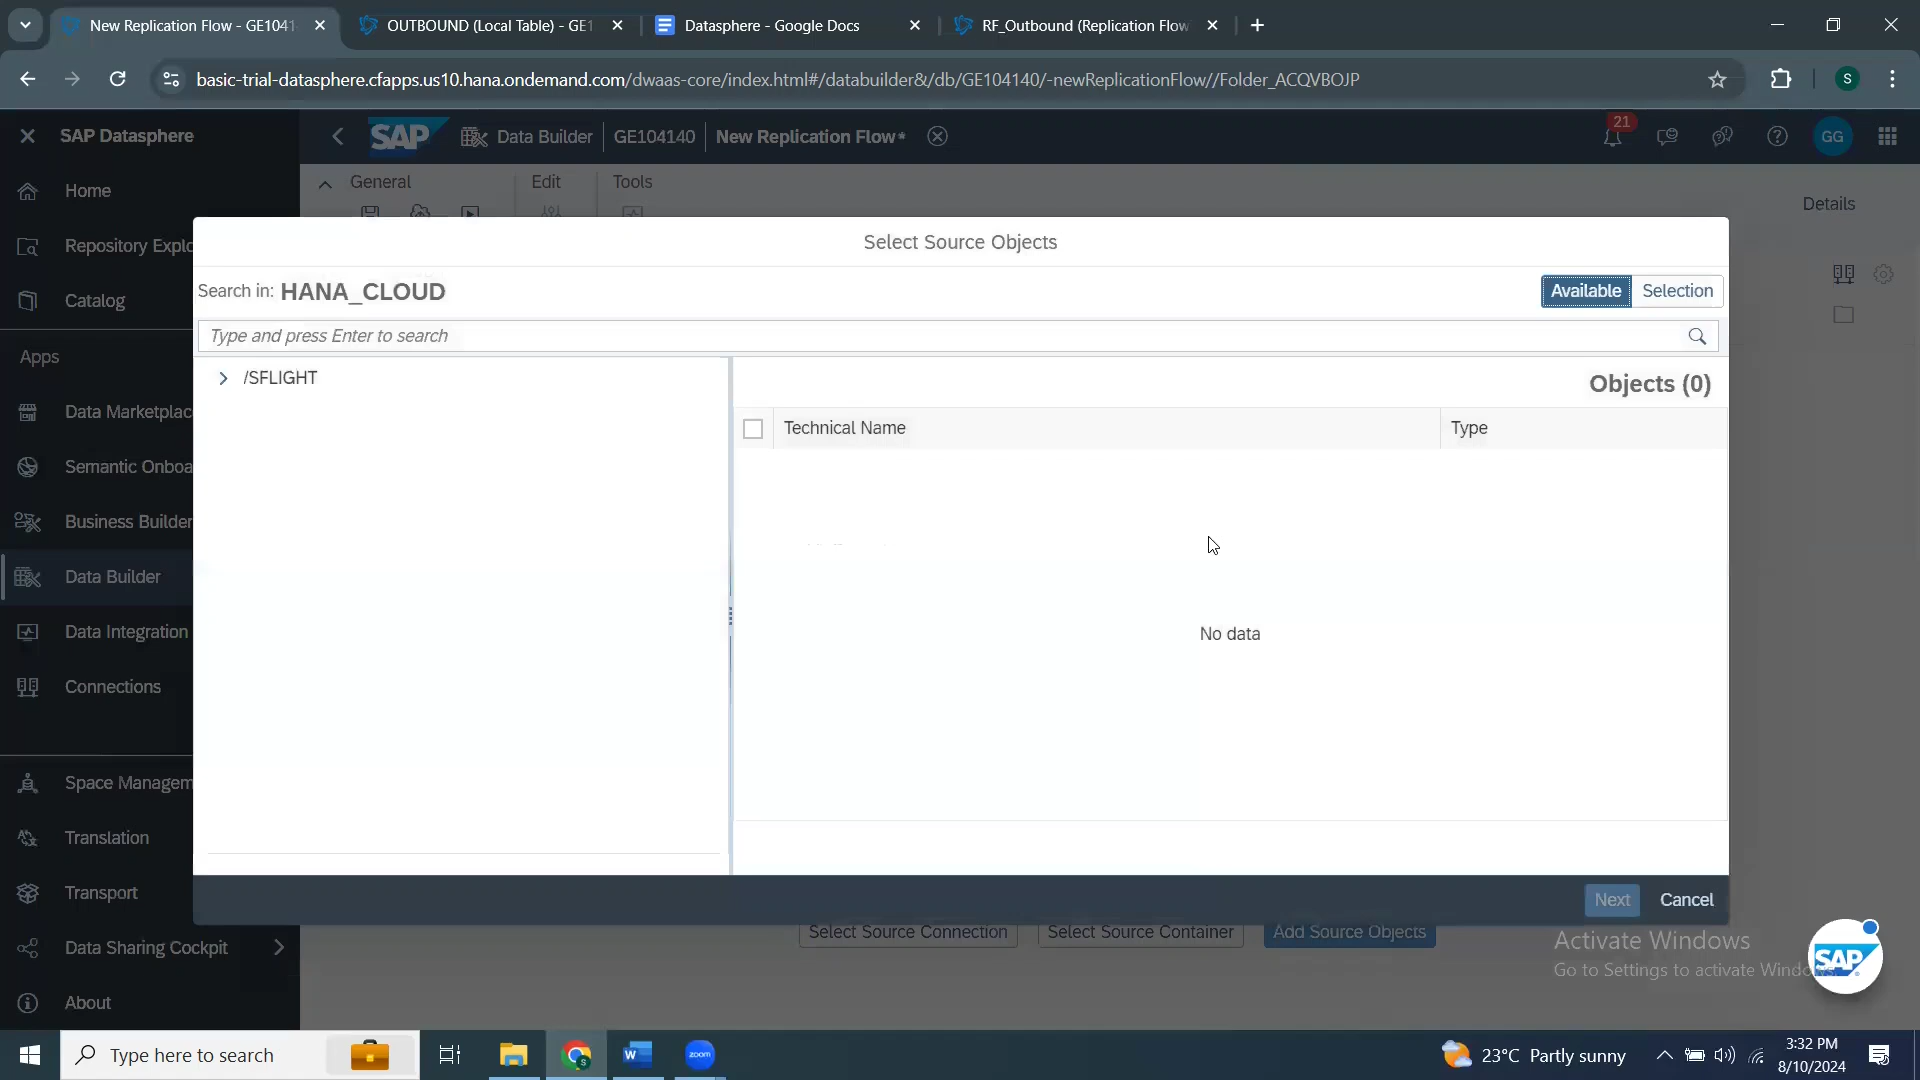 New Replication Flow - GE1041
OUTBOUND (Local Table) - GE1
Datasphere - Google Docs
RF_Outbound (Replication Flow
basic-trial-datasphere.cfapps.us10.hana.ondemand.com/dwaas-core/index.html#/databuilder&/db/GE104140/-newReplicationFlow//Folder_ACQVBOJP
S
SAP Datasphere
SAP
Data Builder
GE104140
New Replication Flow*
21
GG
Home
General
Edit
Tools
Details
Repository Explo
Catalog
Apps
Data Marketplac
Semantic Onboa
Business Builder
Data Builder
Data Integration
Connections
Space Managem
Translation
Transport
Data Sharing Cockpit
About
Select Source Objects
Search in: HANA_CLOUD
Available
Selection
Type and press Enter to search
/SFLIGHT
Objects (0)
Technical Name
Type
No data
Next
Cancel
Select Source Connection
Select Source Container
Add Source Objects
Activate Windows
Go to Settings to activate Windows.
SAP
Type here to search
W
zoom
23°C Partly sunny
3:32 PM
8/10/2024